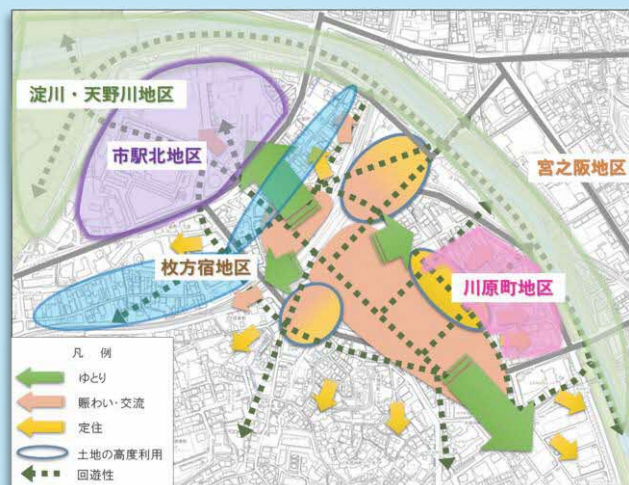 淀川・天野川地区
市駅北地区
宮之阪地区
枚方宿地区
川原町地区
凡 例
ゆとり
賑わい・交流
定住
土地の高度利用
回遊性